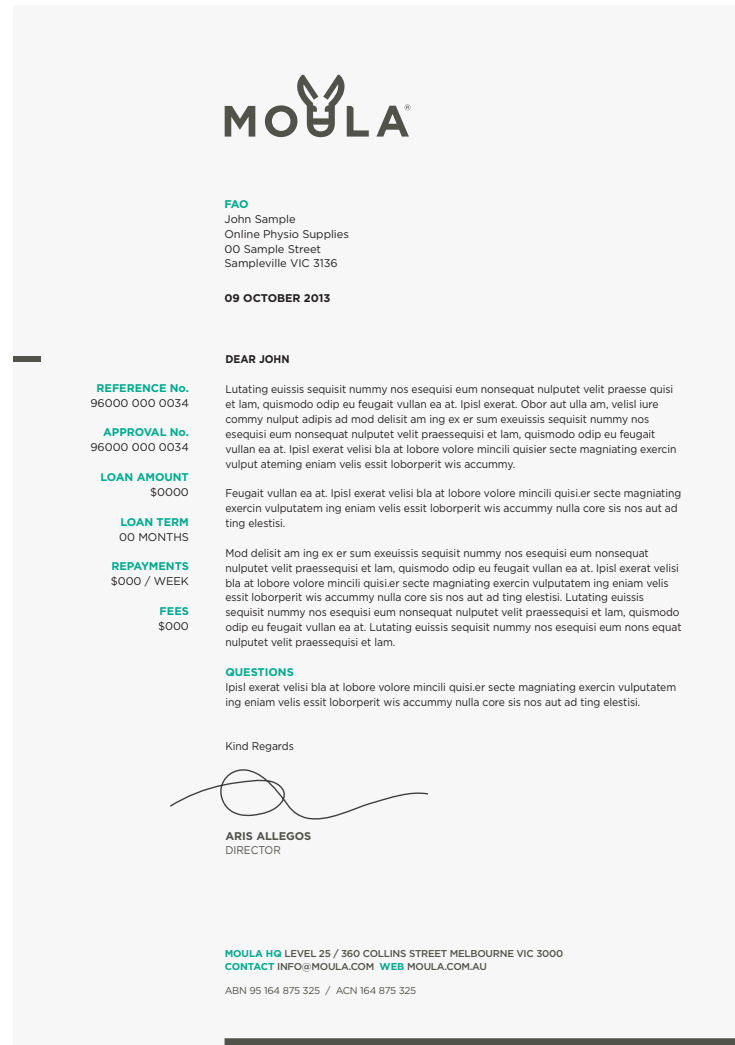 MOULA®
FAO
John Sample
Online Physio Supplies
00 Sample Street
Sampleville VIC 3136
09 OCTOBER 2013
REFERENCE No.
96000 000 0034
APPROVAL No.
96000 000 0034
LOAN AMOUNT
$0000
LOAN TERM
00 MONTHS
REPAYMENTS
$000 / WEEK
FEES
$000
DEAR JOHN
Lutating euissis sequisit nummy nos esequisi eum nonsequat nulputet velit praesse quisi
et lam, quismodo odip eu feugait vullan ea at. Ipisl exerat. Obor aut ulla am, velisl iure
commy nulput adipis ad mod delisit am ing ex er sum exeuissis sequisit nummy nos
esequisi eum nonsequat nulputet velit praessequisi et lam, quismodo odip eu feugait
vullan ea at. Ipisl exerat velisi bla at lobore volore mincili quisier secte magniating exercin
vulput ateming eniam velis essit loborperit wis accummy.
Feugait vullan ea at. Ipisl exerat velisi bla at lobore volore mincili quisi.er secte magniating
exercin vulputatem ing eniam velis essit loborperit wis accummy nulla core sis nos aut ad
ting elestisi.
Mod delisit am ing ex er sum exeuissis sequisit nummy nos esequisi eum nonsequat
nulputet velit praessequisi et lam, quismodo odip eu feugait vullan ea at. Ipisl exerat velisi
bla at lobore volore mincili quisi.er secte magniating exercin vulputatem ing eniam velis
essit loborperit wis accummy nulla core sis nos aut ad ting elestisi. Lutating euissis
sequisit nummy nos esequisi eum nonsequat nulputet velit praessequisi et lam, quismodo
odip eu feugait vullan ea at. Lutating euissis sequisit nummy nos esequisi eum nons equat
nulputet velit praessequisi et lam.
QUESTIONS
Ipisl exerat velisi bla at lobore volore mincili quisi.er secte magniating exercin vulputatem
ing eniam velis essit loborperit wis accummy nulla core sis nos aut ad ting elestisi.
Kind Regards
ARIS ALLEGOS
DIRECTOR
MOULA HQ LEVEL 25 / 360 COLLINS STREET MELBOURNE VIC 3000
CONTACT INFO@MOULA.COM WEB MOULA.COM.AU
ABN 95 164 875 325 / ACN 164 875 325